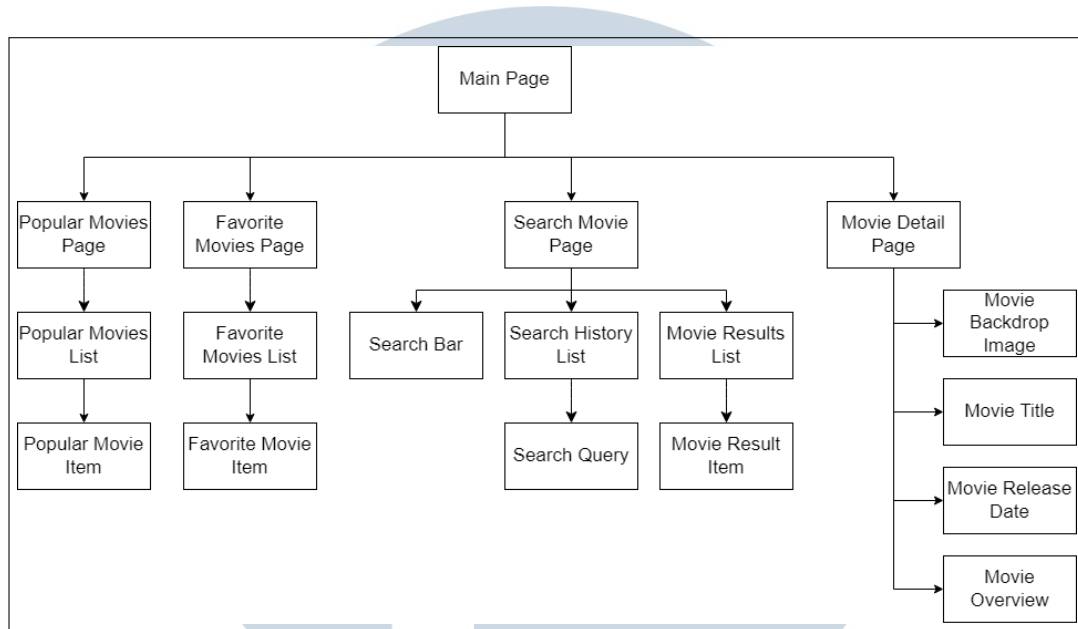 Main Page
Popular Movies
Page
Favorite
Movies Page
Search Movie
Page
Movie Detail
Page
Popular Movies
List
Favorite
Movies List
Search Bar
Search History
List
Movie Results
List
Movie
Backdrop
Image
Popular Movie
Item
Favorite Movie
Item
Search Query
Movie Result
Item
Movie Title
Movie Release
Date
Movie
Overview